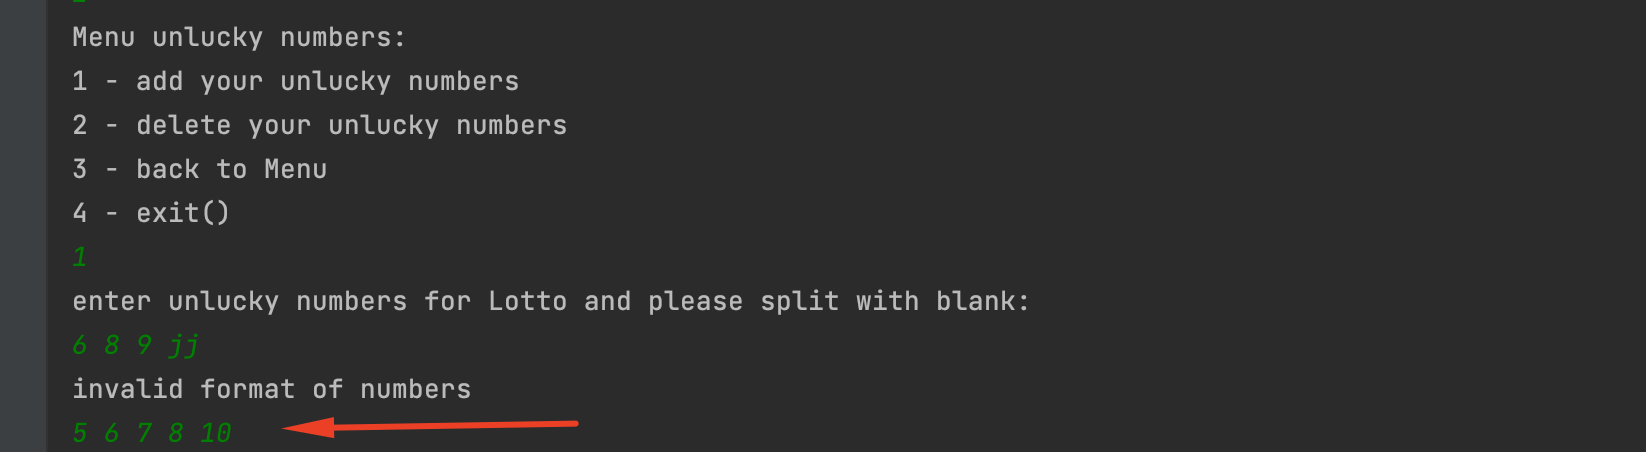 Menu unlucky numbers:
1 - add your unlucky numbers
2 - delete your unlucky numbers
3 - back to Menu
4 - exit()
1
enter unlucky numbers for Lotto and please split with blank:
6 8 9 jj
invalid format of numbers
5 6 7 8 10